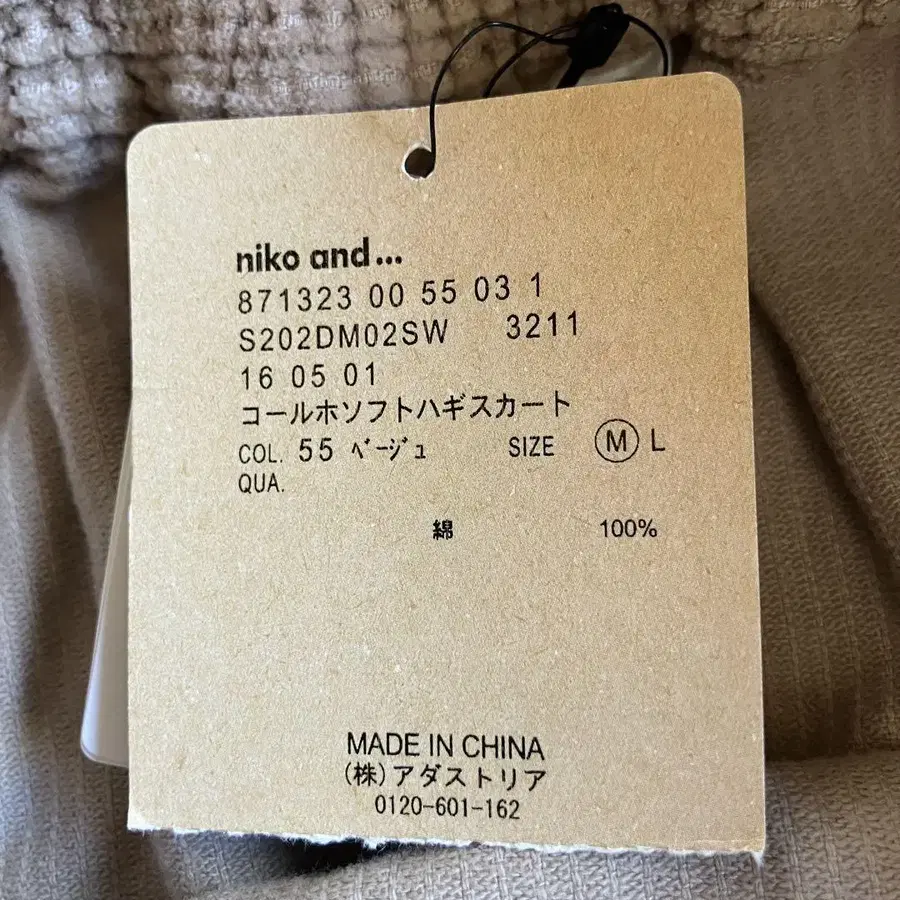 niko and...
871323 00 55 03 1
S202DM02SW 3211
16 05 01
コールホソフトハギスカート
COL. 55 ﾍﾞｰｼﾞｭ SIZE Ⓜ L
QUA.
綿 100%
MADE IN CHINA
(株)アダストリア
0120-601-162